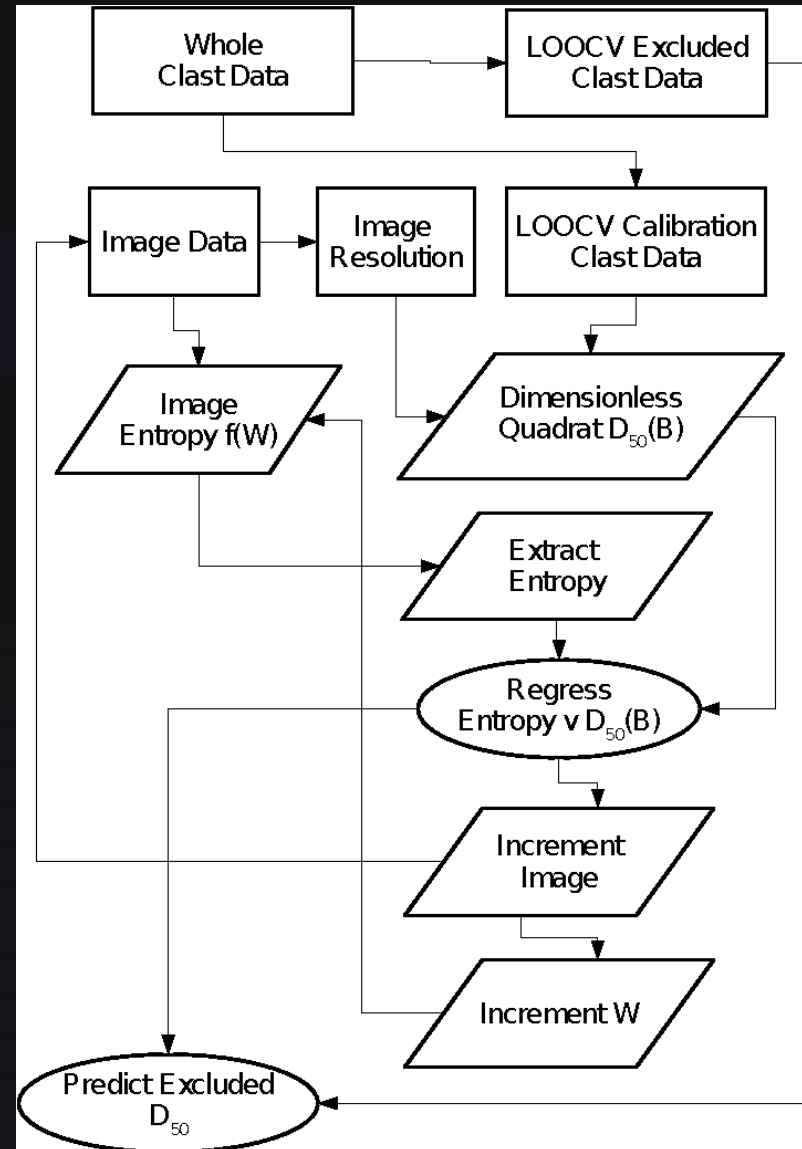 Whole
Clast Data
LOOCV Excluded
Clast Data
Image Data
Image
Resolution
LOOCV Calibration
Clast Data
Image
Entropy f(W)
Dimensionless
Quadrat D₅₀(B)
Extract
Entropy
Regress
Entropy v D₅₀(B)
Increment
Image
Increment W
Predict Excluded
D₅₀